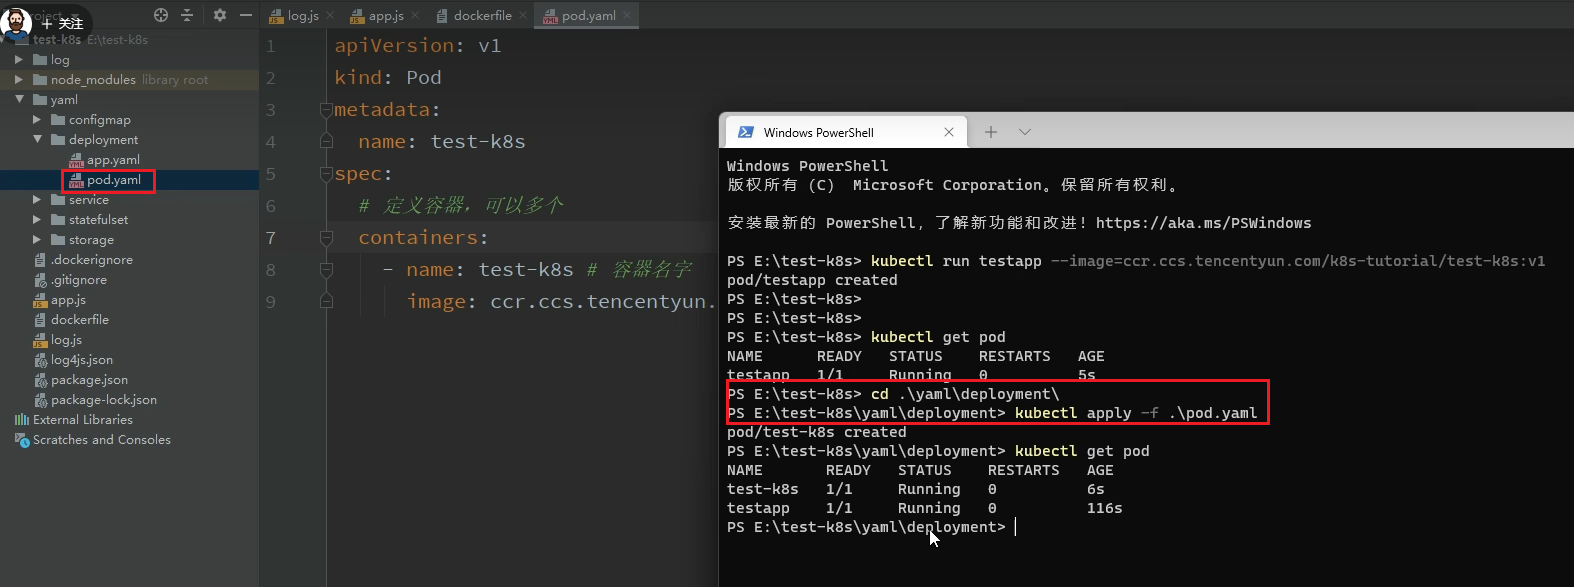 + 关注
log.js
app.js
dockerfile
pod.yaml
test-k8s E:\test-k8s
log
node_modules library root
yaml
configmap
deployment
app.yaml
pod.yaml
service
statefulset
storage
.dockerignore
.gitignore
app.js
dockerfile
log.js
log4js.json
package.json
package-lock.json
External Libraries
Scratches and Consoles
1 apiVersion: v1
2 kind: Pod
3 metadata:
4 name: test-k8s
5 spec:
6 # 定义容器，可以多个
7 containers:
8 - name: test-k8s # 容器名字
9 image: ccr.ccs.tencentyun.
Windows PowerShell
Windows PowerShell
版权所有 (C) Microsoft Corporation。保留所有权利。
安装最新的 PowerShell，了解新功能和改进！https://aka.ms/PSWindows
PS E:\test-k8s> kubectl run testapp --image=ccr.ccs.tencentyun.com/k8s-tutorial/test-k8s:v1
pod/testapp created
PS E:\test-k8s>
PS E:\test-k8s>
PS E:\test-k8s> kubectl get pod
NAME READY STATUS RESTARTS AGE
testapp 1/1 Running 0 5s
PS E:\test-k8s> cd .\yaml\deployment\
PS E:\test-k8s\yaml\deployment> kubectl apply -f .\pod.yaml
pod/test-k8s created
PS E:\test-k8s\yaml\deployment> kubectl get pod
NAME READY STATUS RESTARTS AGE
test-k8s 1/1 Running 0 6s
testapp 1/1 Running 0 116s
PS E:\test-k8s\yaml\deployment>